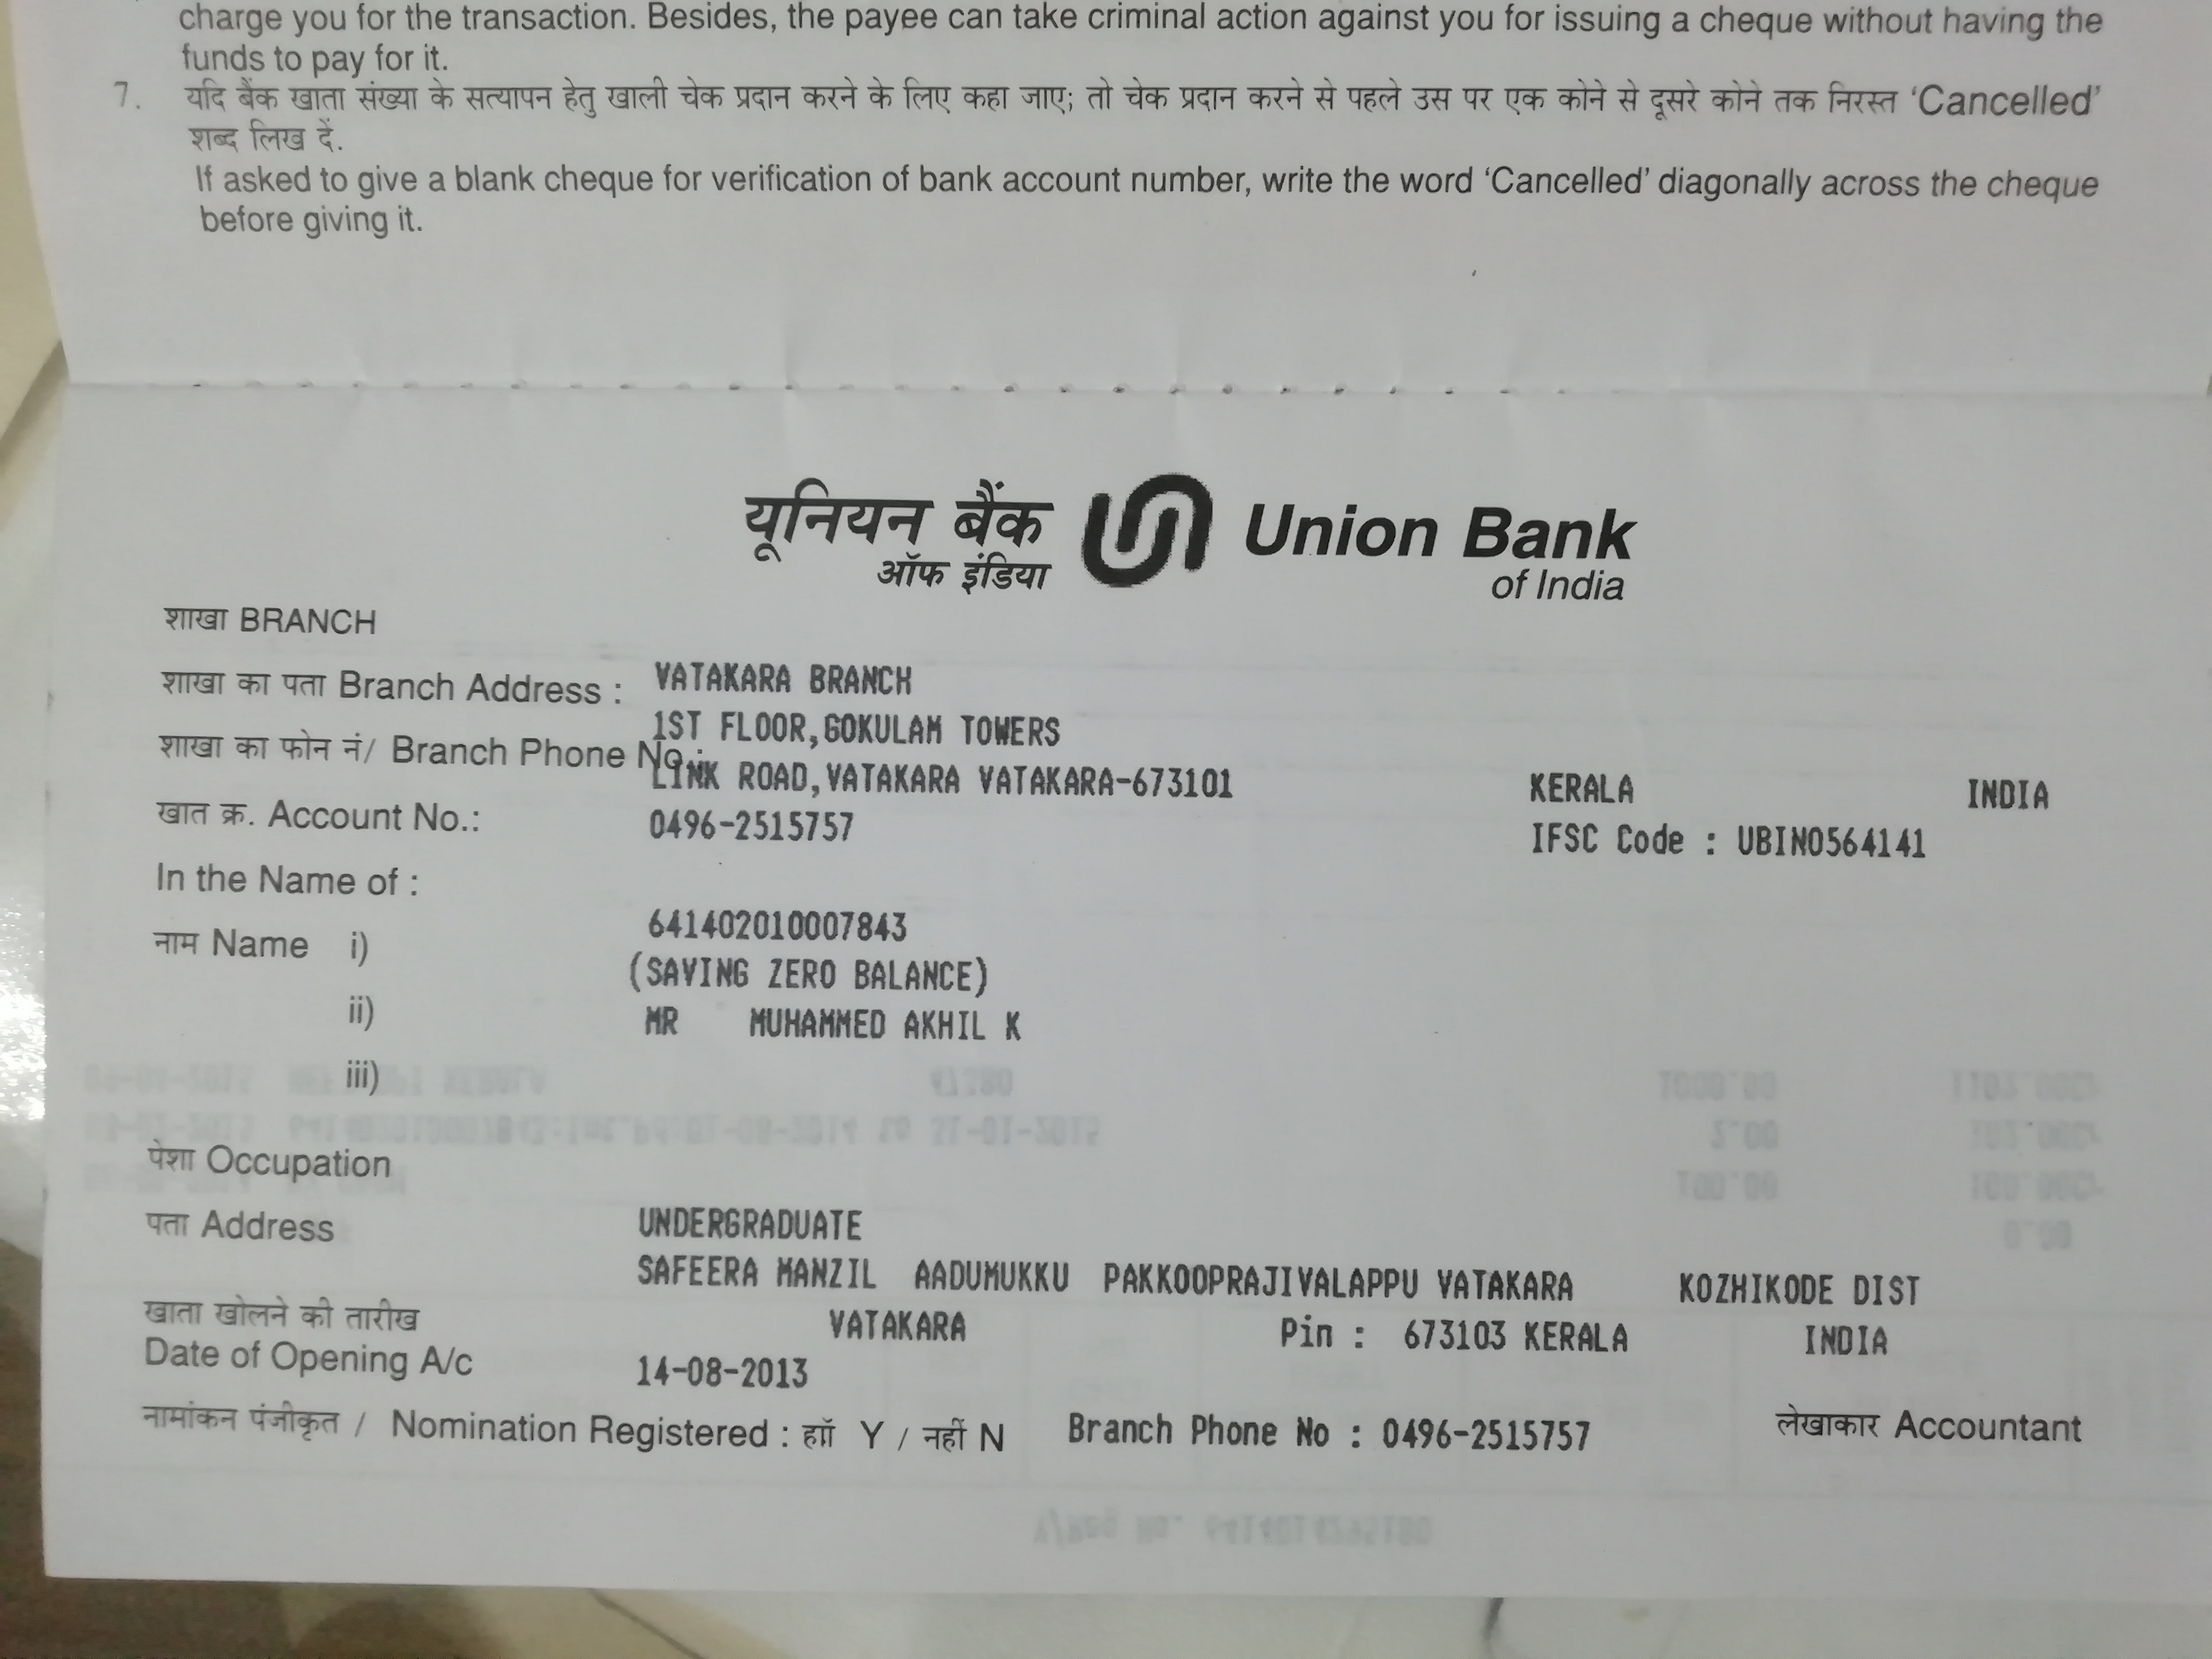 charge you for the transaction. Besides, the payee can take criminal action against you for issuing a cheque without having the
funds to pay for it.
7. यदि बैंक खाता संख्या के सत्यापन हेतु खाली चेक प्रदान करने के लिए कहा जाए; तो चेक प्रदान करने से पहले उस पर एक कोने से दूसरे कोने तक निरस्त ‘Cancelled’
शब्द लिख दें.
If asked to give a blank cheque for verification of bank account number, write the word ‘Cancelled’ diagonally across the cheque
before giving it.
यूनियन बैंक Union Bank
ऑफ इंडिया of India
शाखा BRANCH
शाखा का पता Branch Address : VATAKARA BRANCH
1ST FLOOR,GOKULAM TOWERS
शाखा का फोन नं/ Branch Phone No.:
LINK ROAD,VATAKARA VATAKARA-673101 KERALA INDIA
खात क्र. Account No.: 0496-2515757 IFSC Code : UBIN0564141
In the Name of :
641402010007843
नाम Name i)
(SAVING ZERO BALANCE)
ii) MR MUHAMMED AKHIL K
iii)
पेशा Occupation
पता Address UNDERGRADUATE
SAFEERA MANZIL AADUMUKKU PAKKOOPRAJIVALAPPU VATAKARA KOZHIKODE DIST
खाता खोलने की तारीख VATAKARA Pin : 673103 KERALA INDIA
Date of Opening A/c 14-08-2013
नामांकन पंजीकृत / Nomination Registered : हाॅं Y / नहीं N Branch Phone No : 0496-2515757 लेखाकार Accountant